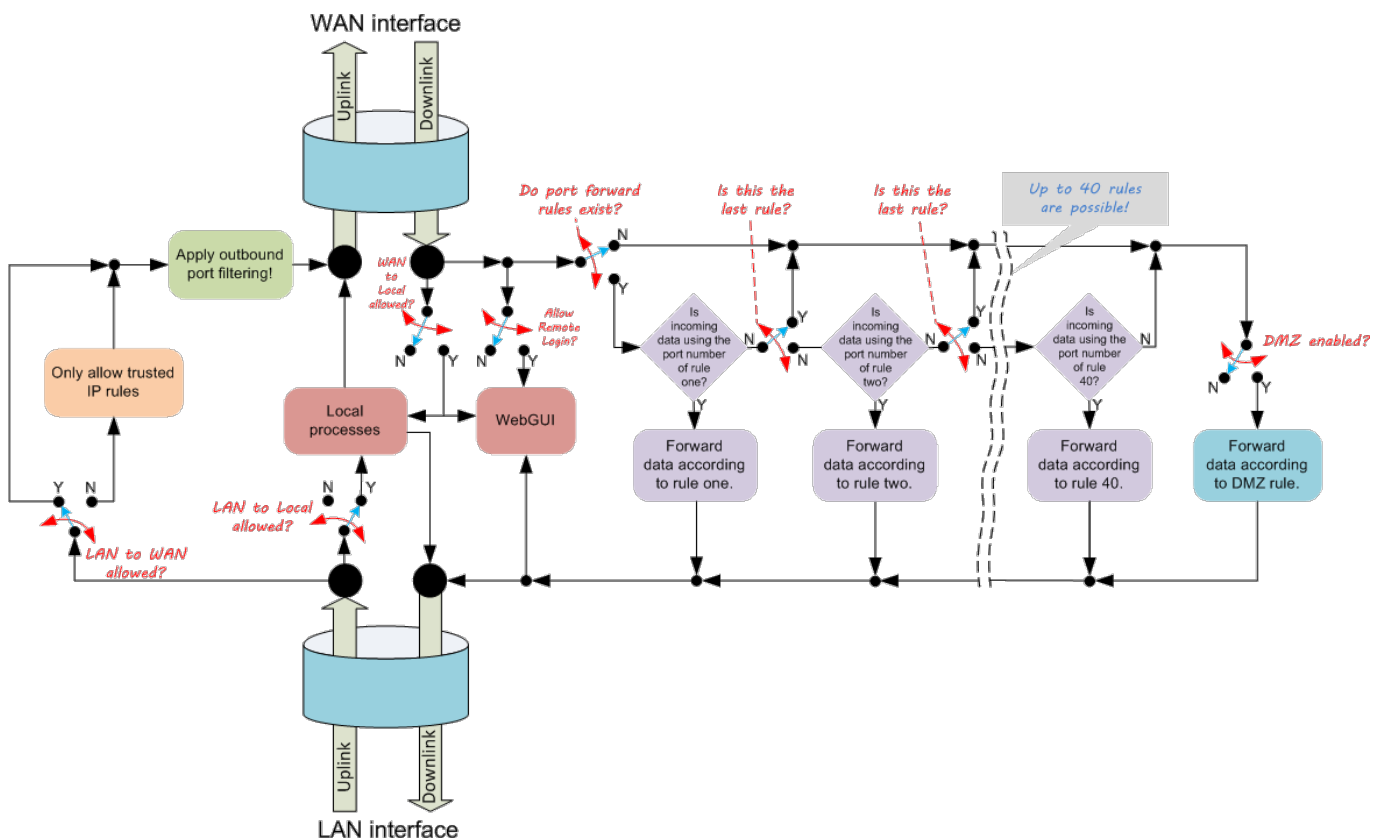 WAN interface
Uplink
Downlink
Do port forward
rules exist?
Is this the
last rule?
Is this the
last rule?
Up to 40 rules
are possible!
Apply outbound
port filtering!
WAN
to
Local
allowed?
N
Y
Allow
Remote
Login?
N
Y
N
Y
Is
incoming
data using the
port number
of rule
one?
N
Y
Y
N
Is
incoming
data using the
port number
of rule
two?
N
Y
Y
N
Is
incoming
data using the
port number
of rule
40?
N
Y
DMZ enabled?
N
Y
Only allow trusted
IP rules
Local
processes
WebGUI
Forward
data according
to rule one.
Forward
data according
to rule two.
Forward
data according
to rule 40.
Forward
data according
to DMZ rule.
Y
N
LAN to WAN
allowed?
N
Y
LAN to Local
allowed?
Uplink
Downlink
LAN interface